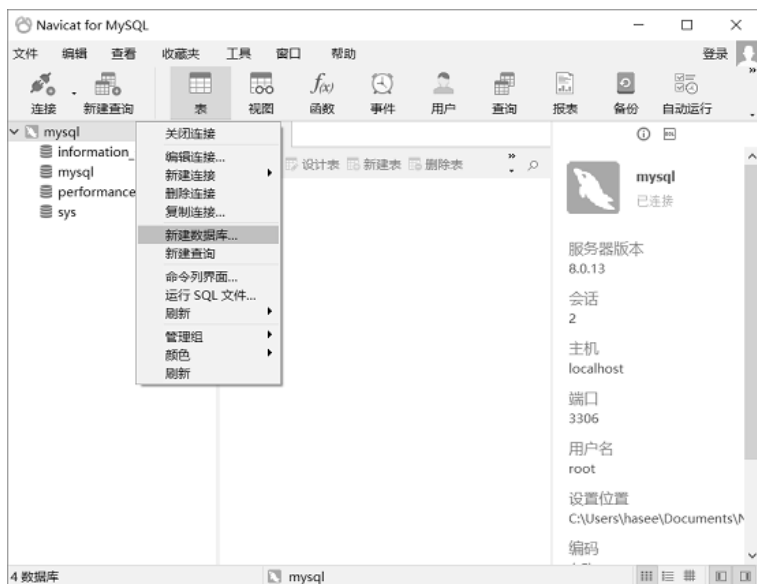 Navicat for MySQL
文件 编辑 查看 收藏夹 工具 窗口 帮助 登录
连接 新建查询 表 视图 函数 事件 用户 查询 报表 备份 自动运行
f(x)
mysql
information_
mysql
performance
sys
关闭连接
编辑连接...
新建连接
删除连接
复制连接...
新建数据库...
新建查询
命令列界面...
运行 SQL 文件...
刷新
管理组
颜色
刷新
设计表 新建表 删除表
mysql
已连接
服务器版本
8.0.13
会话
2
主机
localhost
端口
3306
用户名
root
设置位置
C:\Users\hasee\Documents\N
编码
4 数据库 mysql